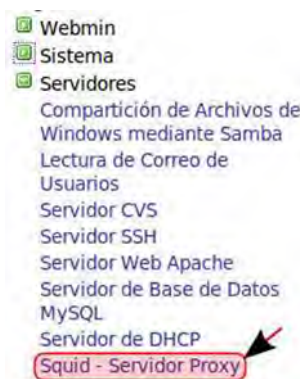 Webmin
Sistema
Servidores
Compartición de Archivos de
Windows mediante Samba
Lectura de Correo de
Usuarios
Servidor CVS
Servidor SSH
Servidor Web Apache
Servidor de Base de Datos
MySQL
Servidor de DHCP
Squid - Servidor Proxy